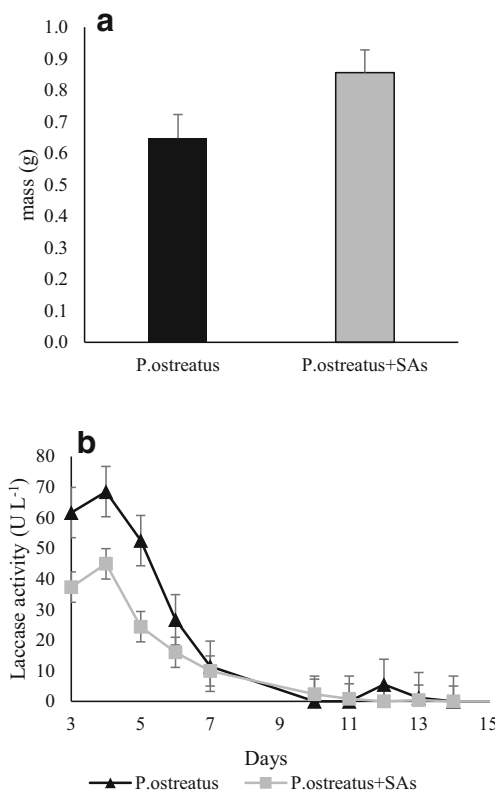 a
1.0
0.9
0.8
0.7
0.6
0.5
0.4
0.3
0.2
0.1
0.0
mass (g)
P.ostreatus P.ostreatus+SAs
b
80
70
60
50
40
30
20
10
0
Laccase activity (U L-1)
3 5 7 9 11 13 15
Days
P.ostreatus P.ostreatus+SAs